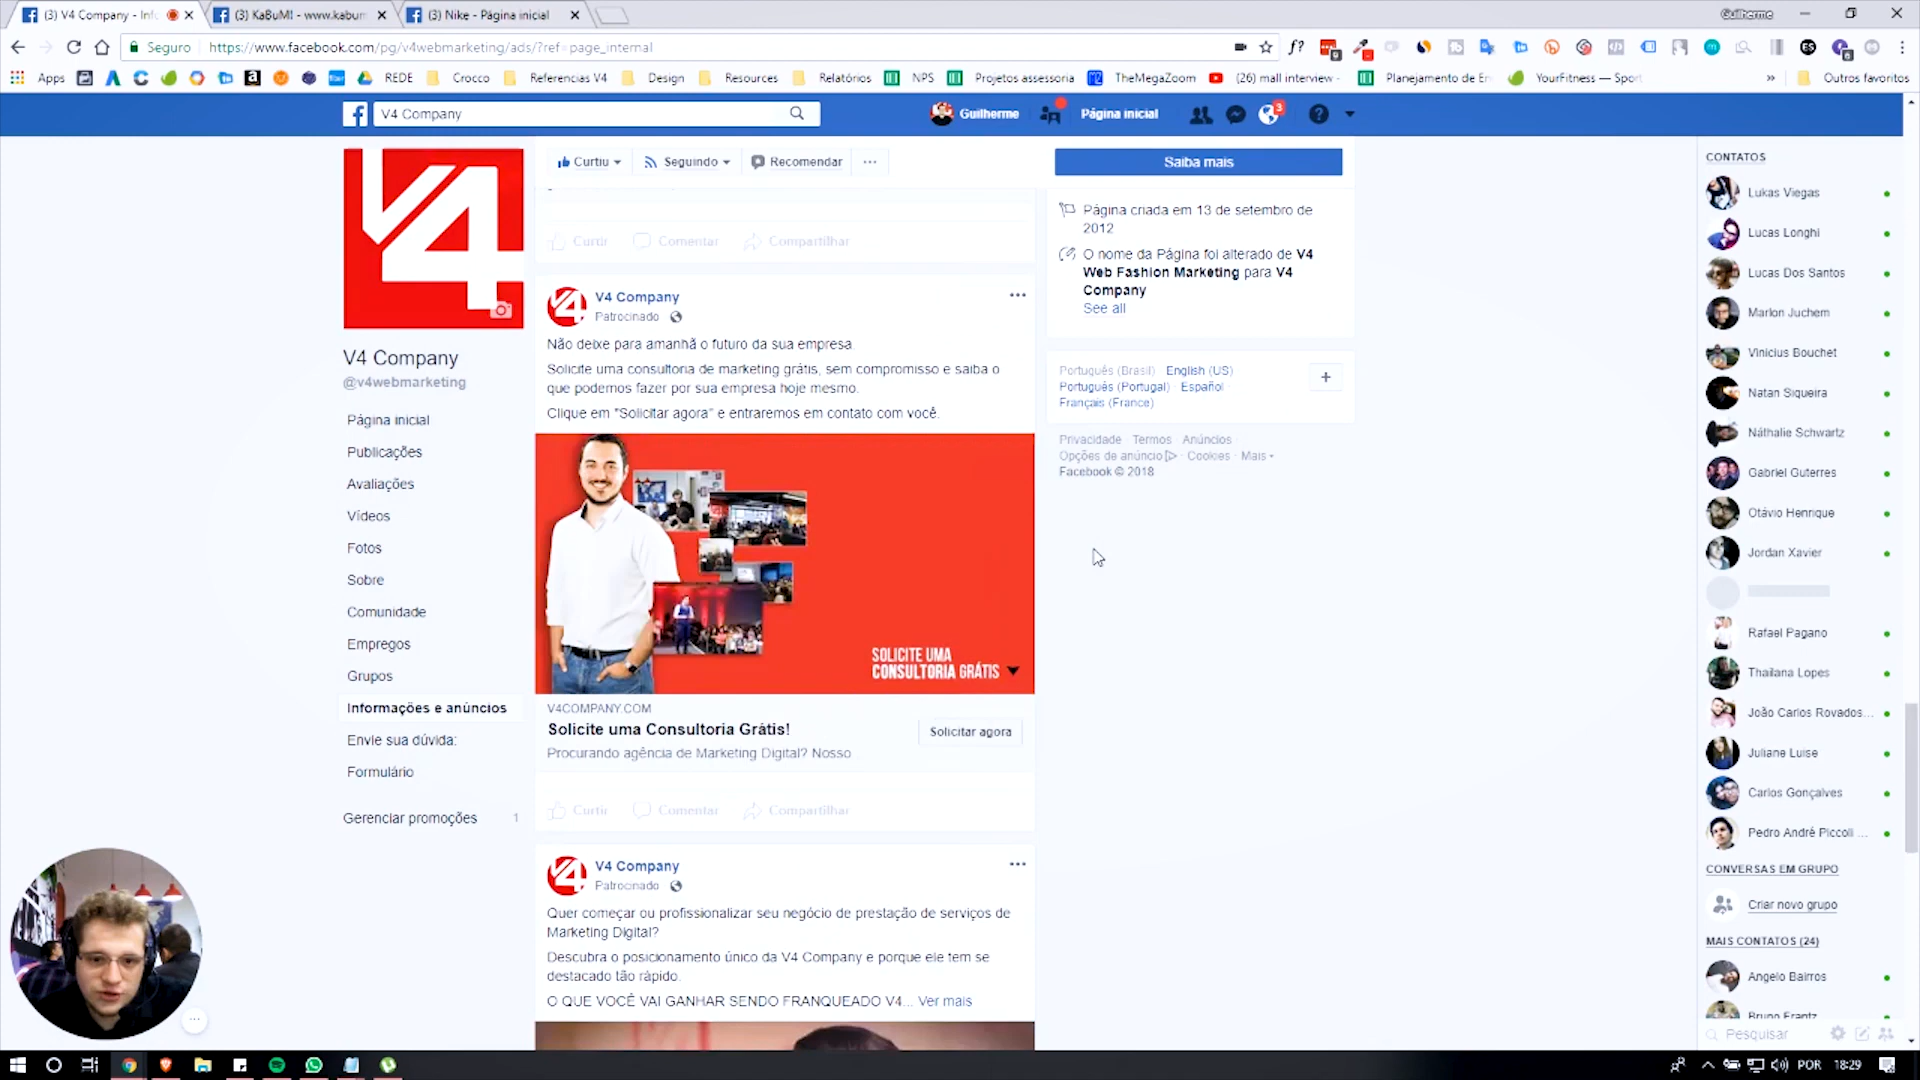 (3) V4 Company - Inf
(3) KaBuM! - www.kabum
(3) Nike - Página inicial
Guilherme
Seguro
https://www.facebook.com/pg/v4webmarketing/ads/?ref=page_internal
Apps
REDE
Crocco
Referencias V4
Design
Resources
Relatórios
NPS
Projetos assessoria
TheMegaZoom
(26) mall interview -
Planejamento de En
YourFitness — Sport
»
Outros favoritos
V4 Company
Guilherme
Página inicial
3
V4
V4 Company
@v4webmarketing
Página inicial
Publicações
Avaliações
Vídeos
Fotos
Sobre
Comunidade
Empregos
Grupos
Informações e anúncios
Envie sua dúvida:
Formulário
Gerenciar promoções 1
Curtiu
Seguindo
Recomendar
...
Curtir
Comentar
Compartilhar
V4
V4 Company
Patrocinado
Não deixe para amanhã o futuro da sua empresa
Solicite uma consultoria de marketing grátis, sem compromisso e saiba o
que podemos fazer por sua empresa hoje mesmo.
Clique em "Solicitar agora" e entraremos em contato com você.
SOLICITE UMA
CONSULTORIA GRÁTIS
V4COMPANY.COM
Solicite uma Consultoria Grátis!
Procurando agência de Marketing Digital? Nosso
Solicitar agora
Curtir
Comentar
Compartilhar
V4
V4 Company
Patrocinado
Quer começar ou profissionalizar seu negócio de prestação de serviços de
Marketing Digital?
Descubra o posicionamento único da V4 Company e porque ele tem se
destacado tão rápido.
O QUE VOCÊ VAI GANHAR SENDO FRANQUEADO V4... Ver mais
Saiba mais
Página criada em 13 de setembro de
2012
O nome da Página foi alterado de V4
Web Fashion Marketing para V4
Company
See all
Português (Brasil) · English (US)
Português (Portugal) · Español
Français (France)
+
Privacidade · Termos · Anúncios
Opções de anúncio · Cookies · Mais
Facebook © 2018
CONTATOS
Lukas Viegas
Lucas Longhi
Lucas Dos Santos
Marlon Juchem
Vinicius Bouchet
Natan Siqueira
Náthalie Schwartz
Gabriel Guterres
Otávio Henrique
Jordan Xavier
Rafael Pagano
Thailana Lopes
João Carlos Rovados...
Juliane Luise
Carlos Gonçalves
Pedro André Piccoli ...
CONVERSAS EM GRUPO
Criar novo grupo
MAIS CONTATOS (24)
Angelo Bairros
Bruno Frantz
Pesquisar
POR
18:29